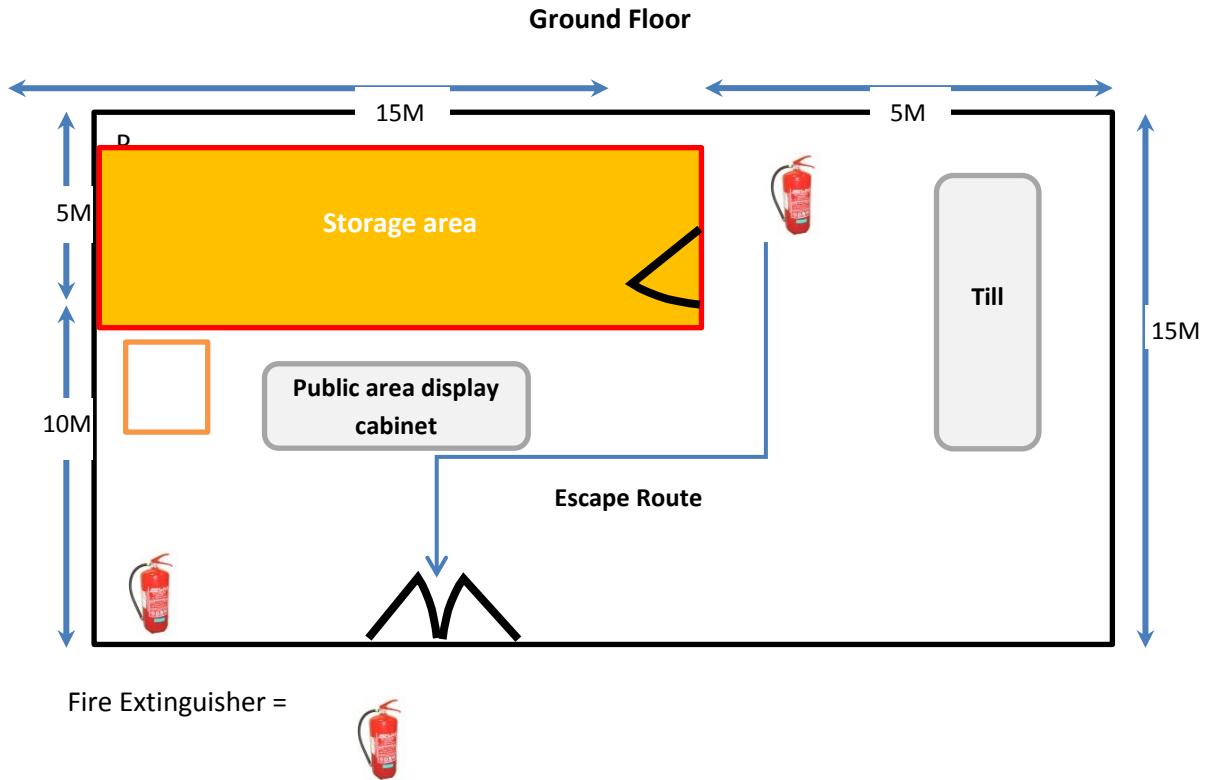 Ground Floor
15M
5M
5M
Storage area
Till
15M
Public area display
cabinet
10M
Escape Route
Fire Extinguisher =